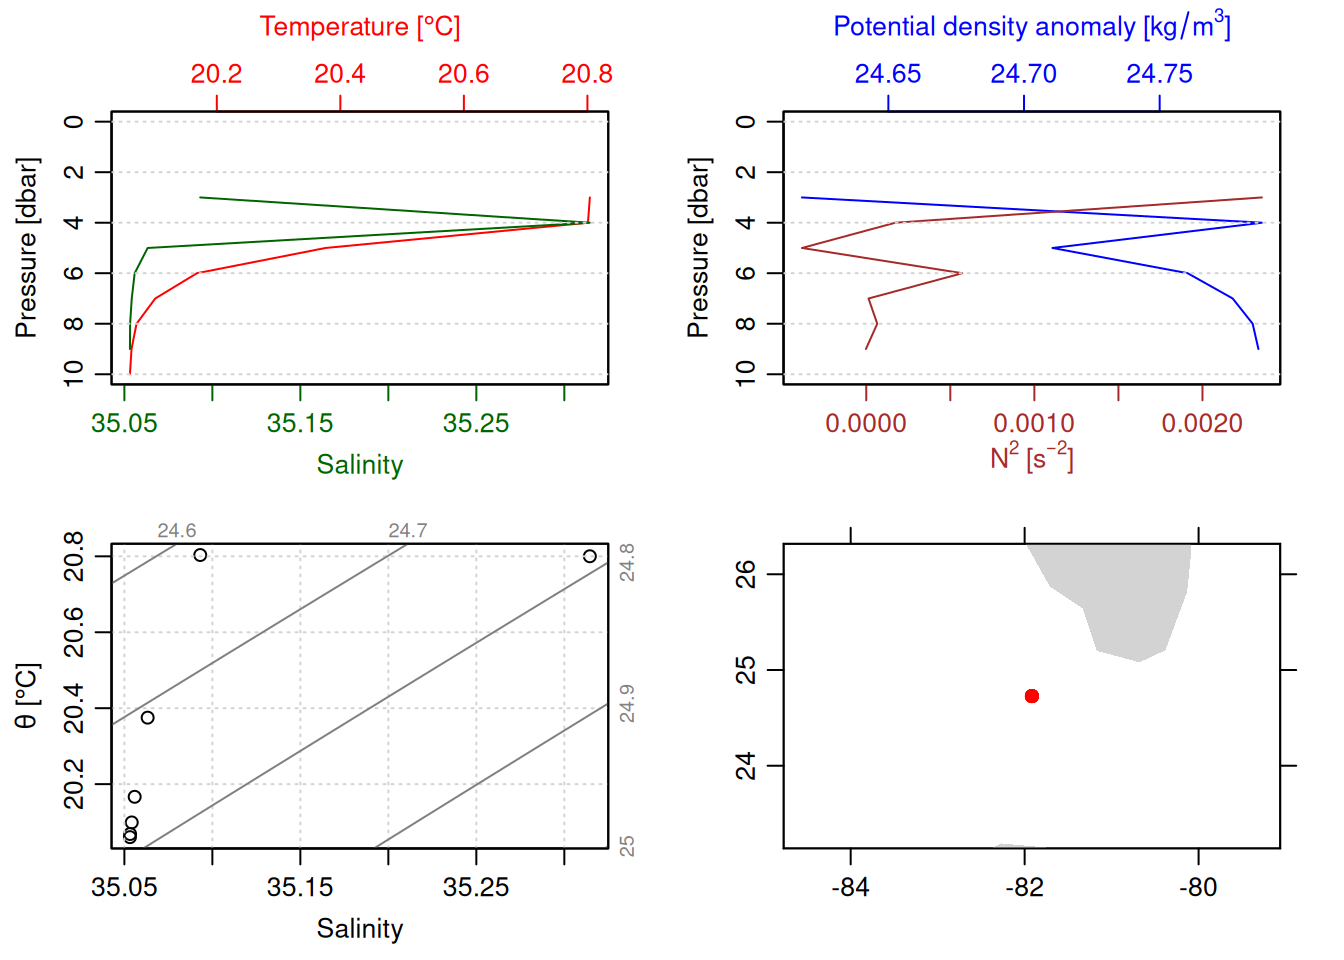 Temperature [°C]
20.2 20.4 20.6 20.8
Pressure [dbar]
0 2 4 6 8 10
35.05 35.15 35.25
Salinity
Potential density anomaly [kg/m³]
24.65 24.70 24.75
Pressure [dbar]
0 2 4 6 8 10
0.0000 0.0010 0.0020
N² [s⁻²]
24.6 24.7
24.8
24.9
25
θ [°C]
20.8 20.6 20.4 20.2
35.05 35.15 35.25
Salinity
26
25
24
-84 -82 -80